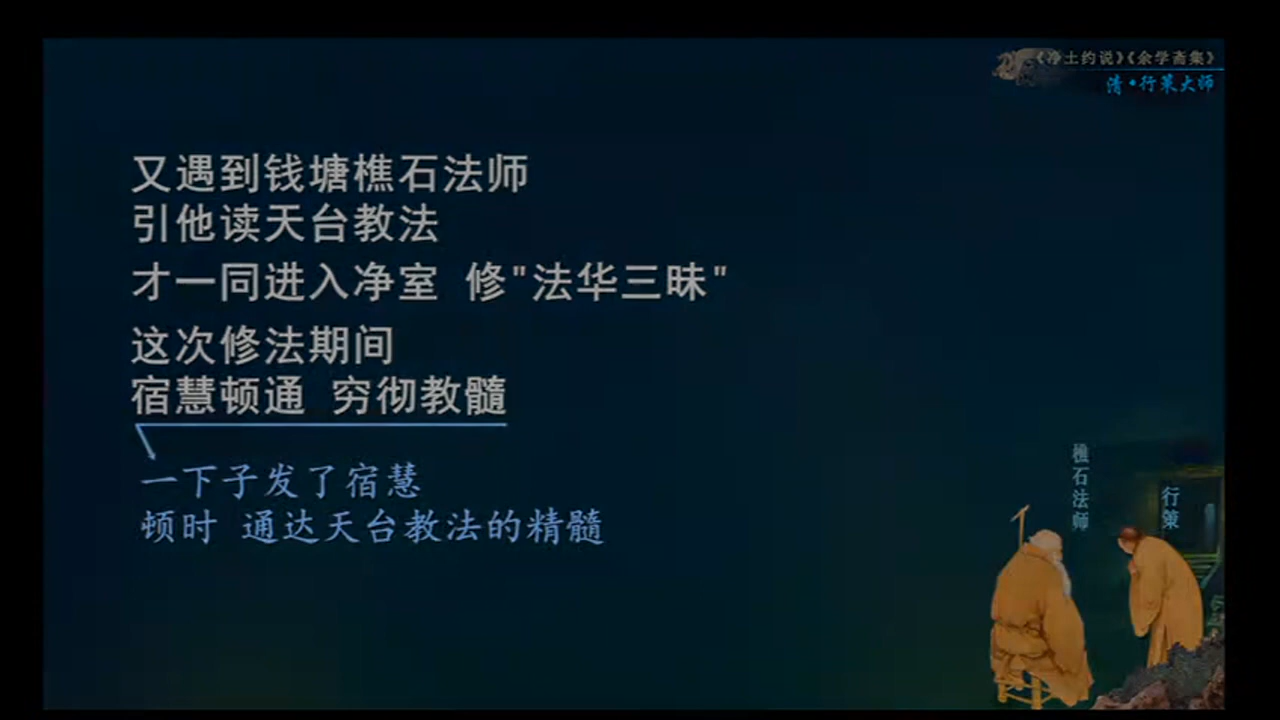 《净土约说》《余学斋集》
清·行策大师
又遇到钱塘樵石法师
引他读天台教法
才一同进入净室 修"法华三昧"
这次修法期间
宿慧顿通 穷彻教髓
一下子发了宿慧
顿时 通达天台教法的精髓
樵石法师
行策